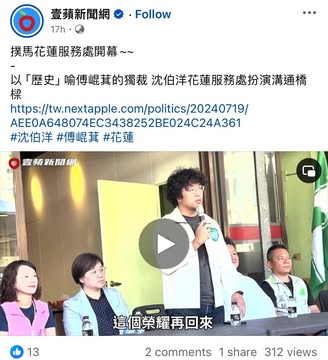 壹蘋新聞網 · Follow
17h ·
撲馬花蓮服務處開幕~~
-
以「歷史」喻傅崐萁的獨裁 沈伯洋花蓮服務處扮演溝通橋
樑
https://tw.nextapple.com/politics/20240719/
AEE0A648074EC3438252BE024C24A361
#沈伯洋 #傅崐萁 #花蓮
壹蘋新聞網
這個榮耀再回來
13
2 comments 1 share 312 views